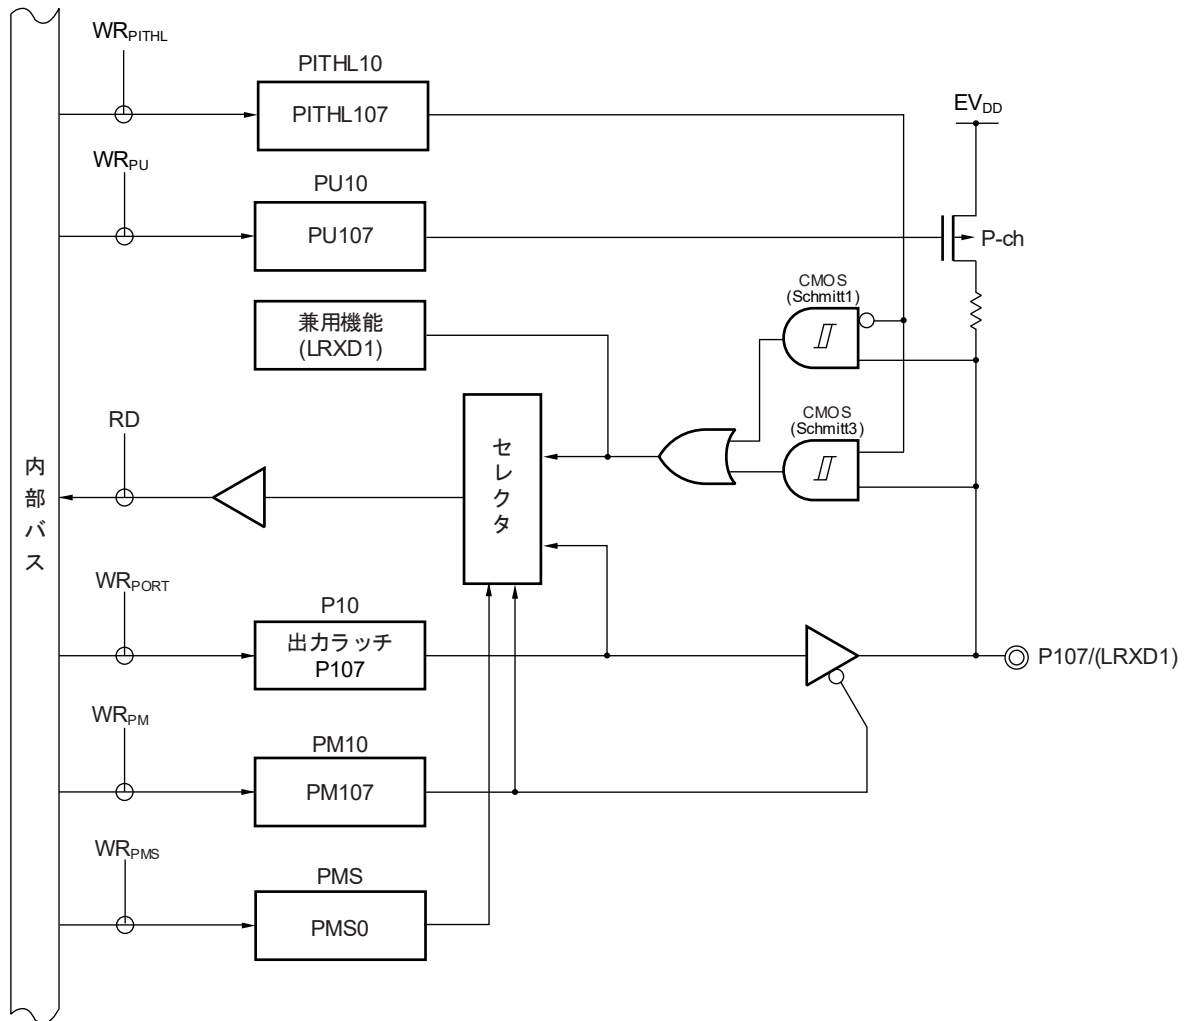 WRPITHL
PITHL10
PITHL107
EVDD
WRPU
PU10
PU107
P-ch
CMOS
(Schmitt1)
兼用機能
(LRXD1)
CMOS
(Schmitt3)
RD
セレクタ
内部バス
WRPORT
P10
出力ラッチ
P107
P107/(LRXD1)
WRPM
PM10
PM107
WRPMS
PMS
PMS0